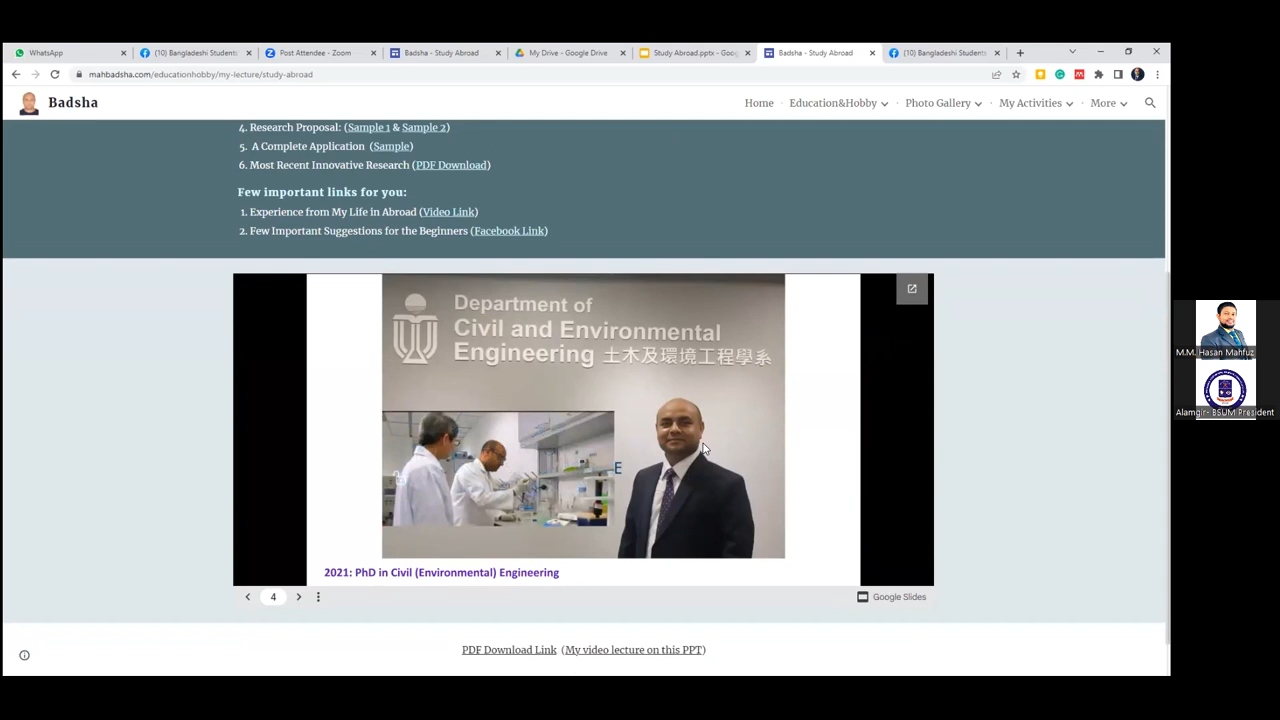 WhatsApp
(10) Bangladeshi Students
Post Attendee - Zoom
Badsha - Study Abroad
My Drive - Google Drive
Study Abroad.pptx - Goog
Badsha - Study Abroad
(10) Bangladeshi Students
mahbadsha.com/educationhobby/my-lecture/study-abroad
Badsha
Home
Education&Hobby
Photo Gallery
My Activities
More
4. Research Proposal: (Sample 1 & Sample 2)
5. A Complete Application (Sample)
6. Most Recent Innovative Research (PDF Download)
Few important links for you:
1. Experience from My Life in Abroad (Video Link)
2. Few Important Suggestions for the Beginners (Facebook Link)
Department of
Civil and Environmental
Engineering 土木及環境工程學系
E
2021: PhD in Civil (Environmental) Engineering
4
Google Slides
PDF Download Link (My video lecture on this PPT)
M.M. Hasan Mahfuz
Alamgir- BSUM President